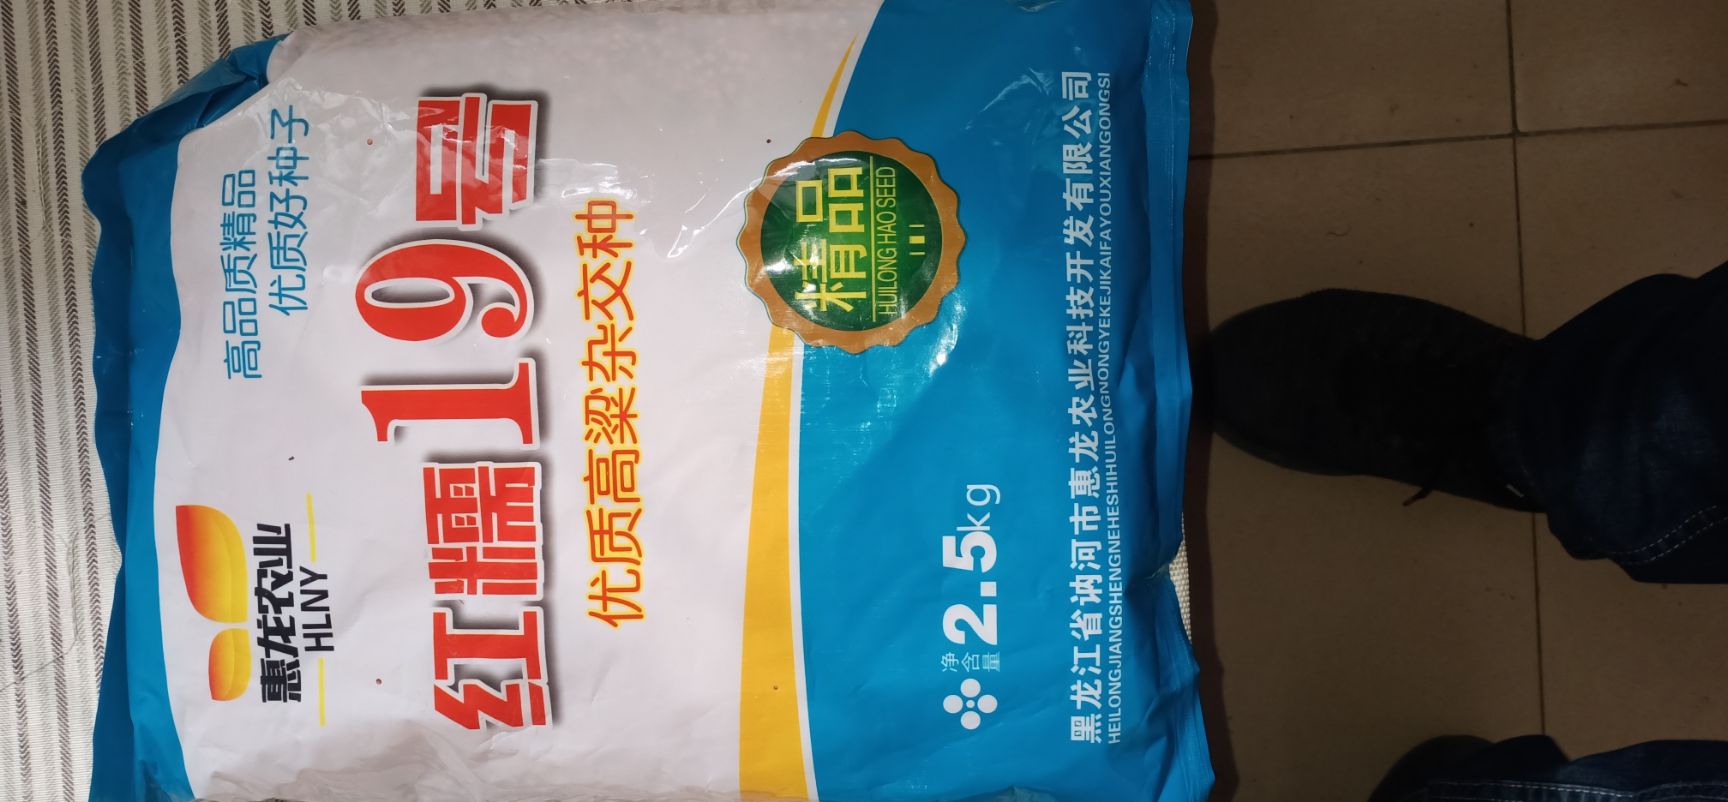 惠龙农业
HLNY
高品品质精品
优质好种子
红糯19号
优质高粱杂交种
精品
HUILONG HAO SEED
净含量 2.5kg
黑龙江省讷河市惠龙农业科技开发有限公司
HEILONGJIANGSHENGNEHESHIHUILONGNONGYEKEJIKAIFAYOUXIANGONGSI